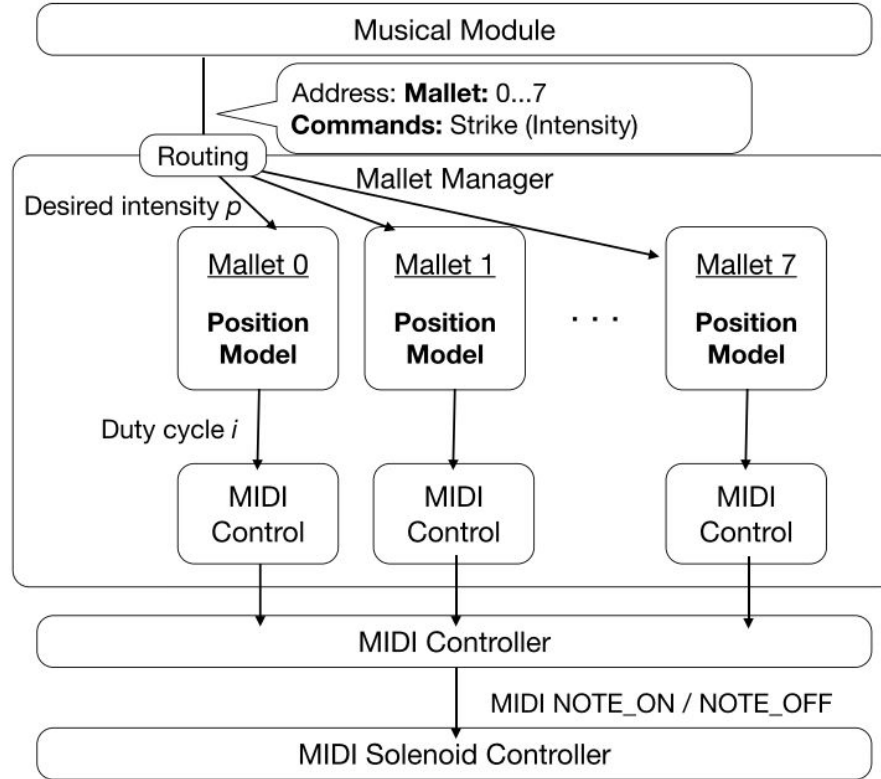 Musical Module
Address: Mallet: 0...7
Commands: Strike (Intensity)
Routing
Mallet Manager
Desired intensity p
Mallet 0
Position
Model
Mallet 1
Position
Model
. . .
Mallet 7
Position
Model
Duty cycle i
MIDI
Control
MIDI
Control
MIDI
Control
MIDI Controller
MIDI NOTE_ON / NOTE_OFF
MIDI Solenoid Controller